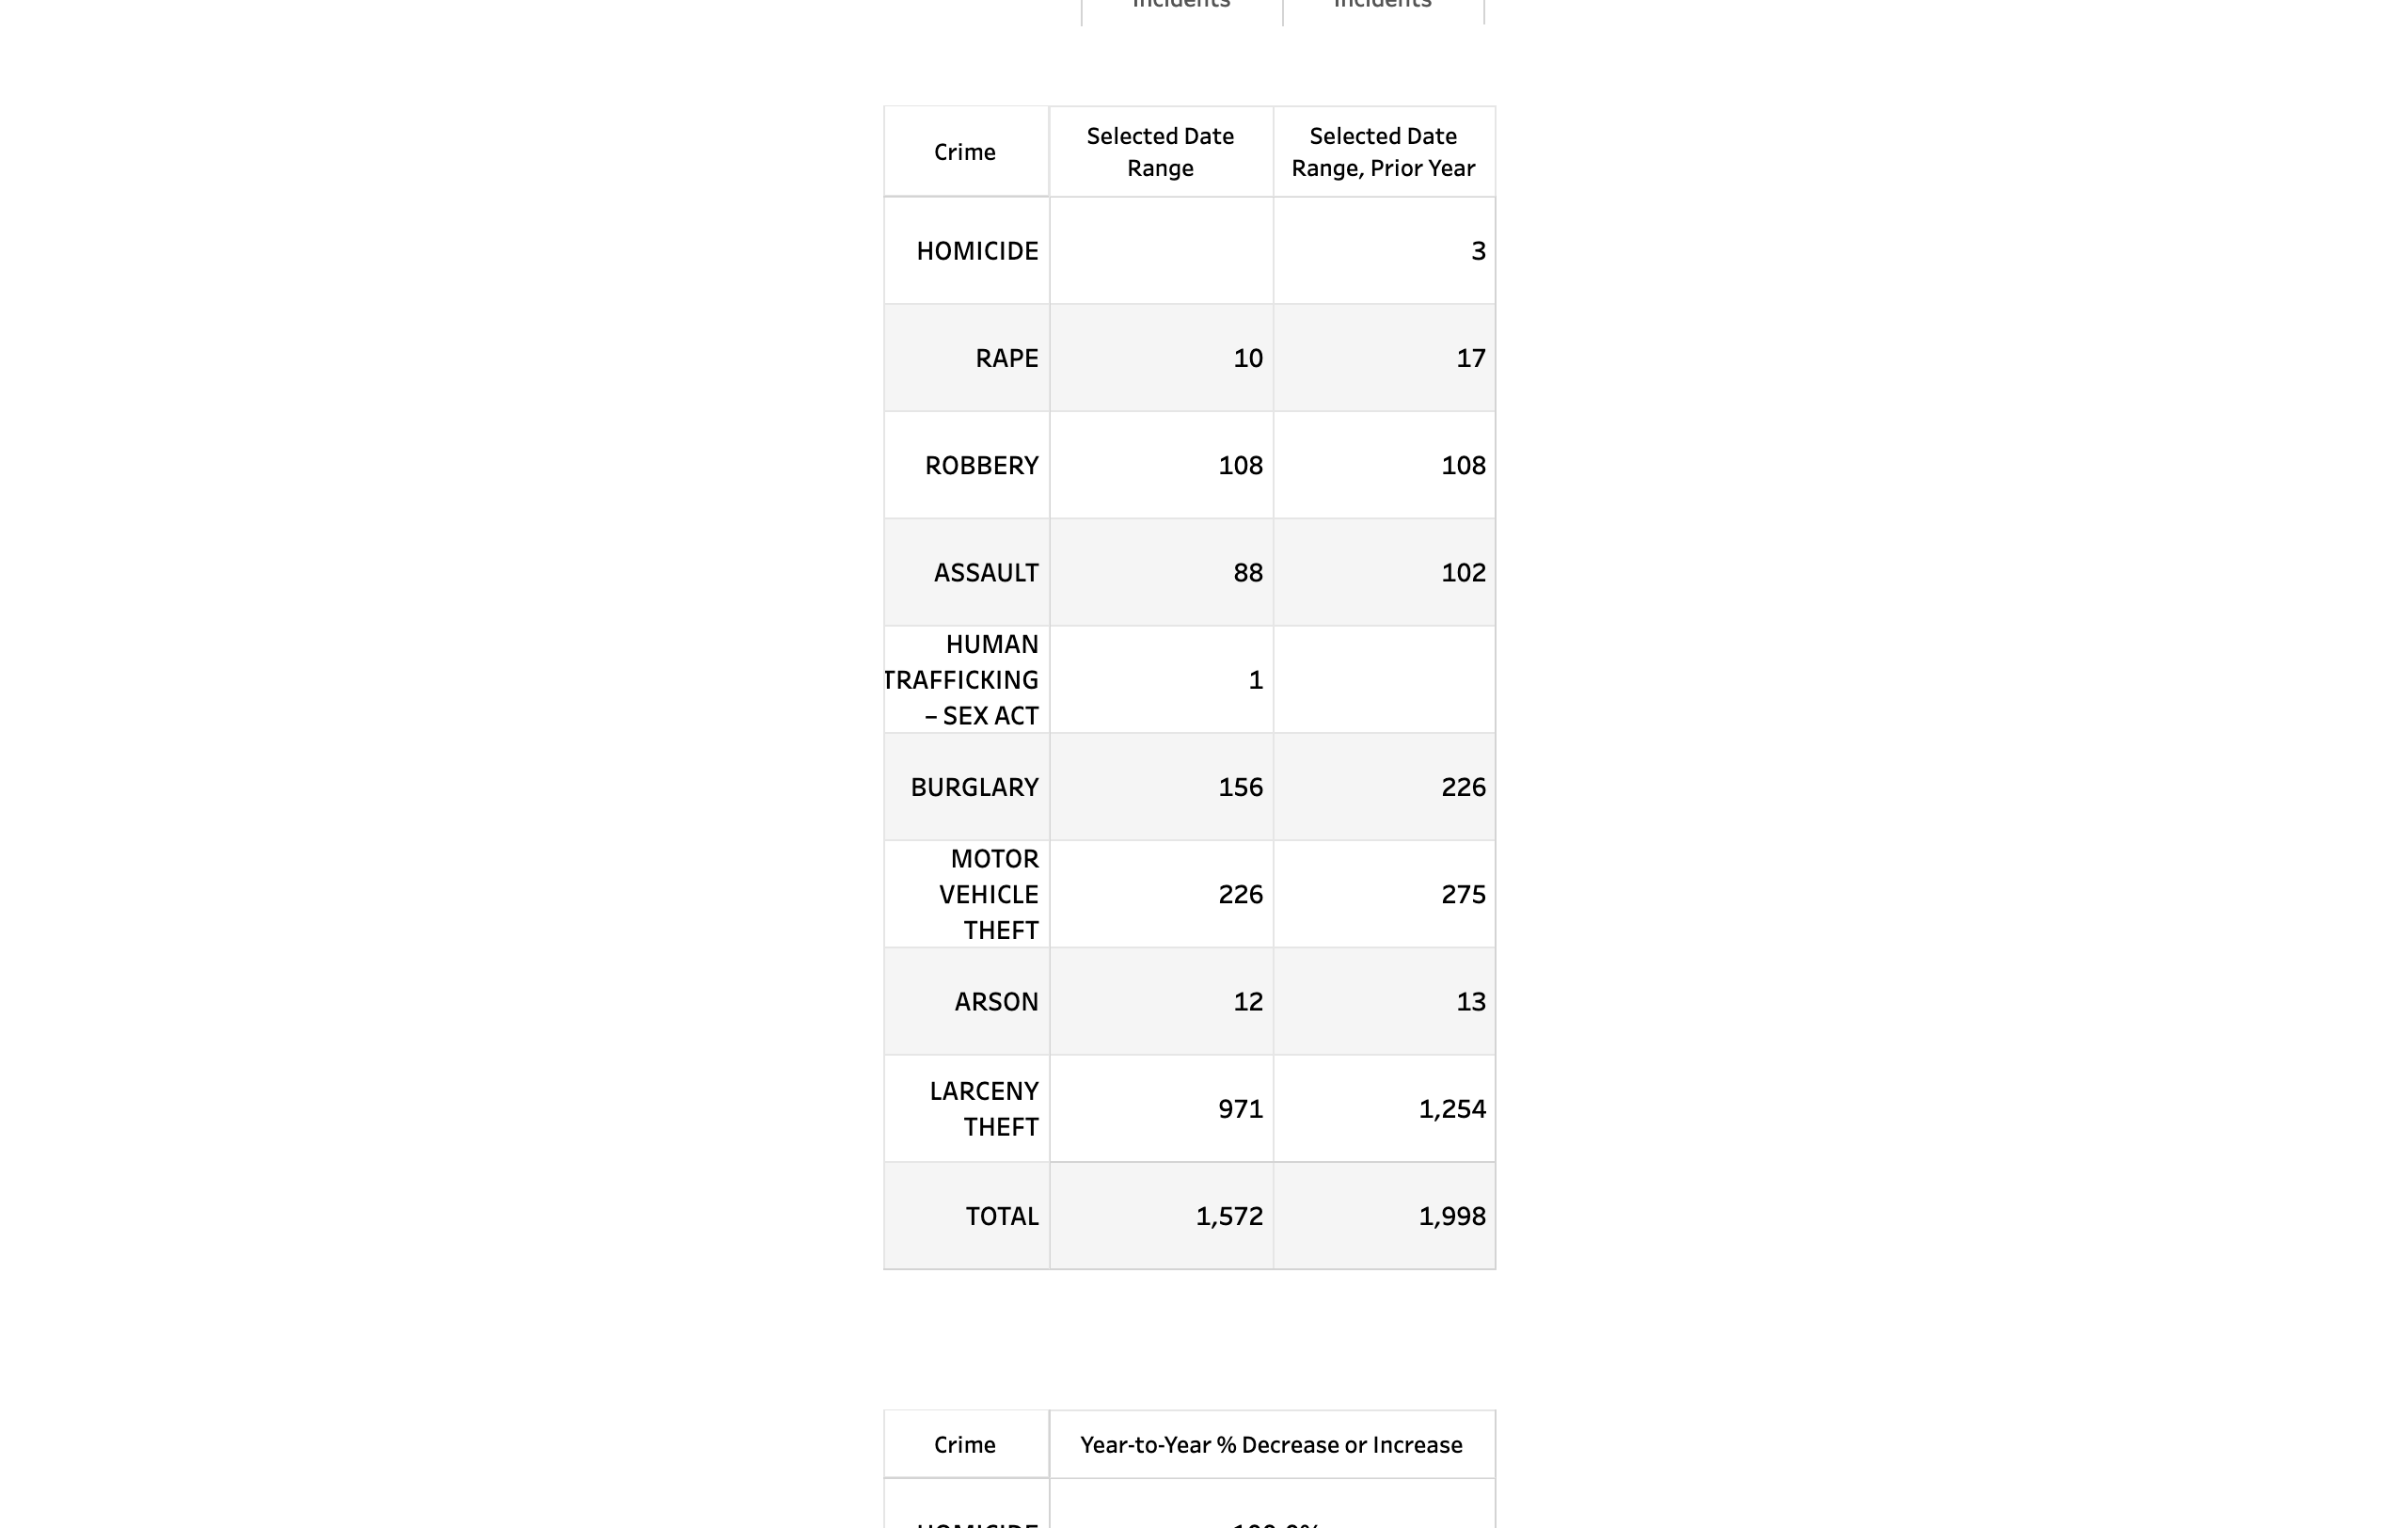 Incidents Incidents
Crime
Selected Date
Range
Selected Date
Range, Prior Year
HOMICIDE 3
RAPE 10 17
ROBBERY 108 108
ASSAULT 88 102
HUMAN
TRAFFICKING
– SEX ACT
1
BURGLARY 156 226
MOTOR
VEHICLE
THEFT
226 275
ARSON 12 13
LARCENY
THEFT
971 1,254
TOTAL 1,572 1,998
Crime Year-to-Year % Decrease or Increase
HOMICIDE